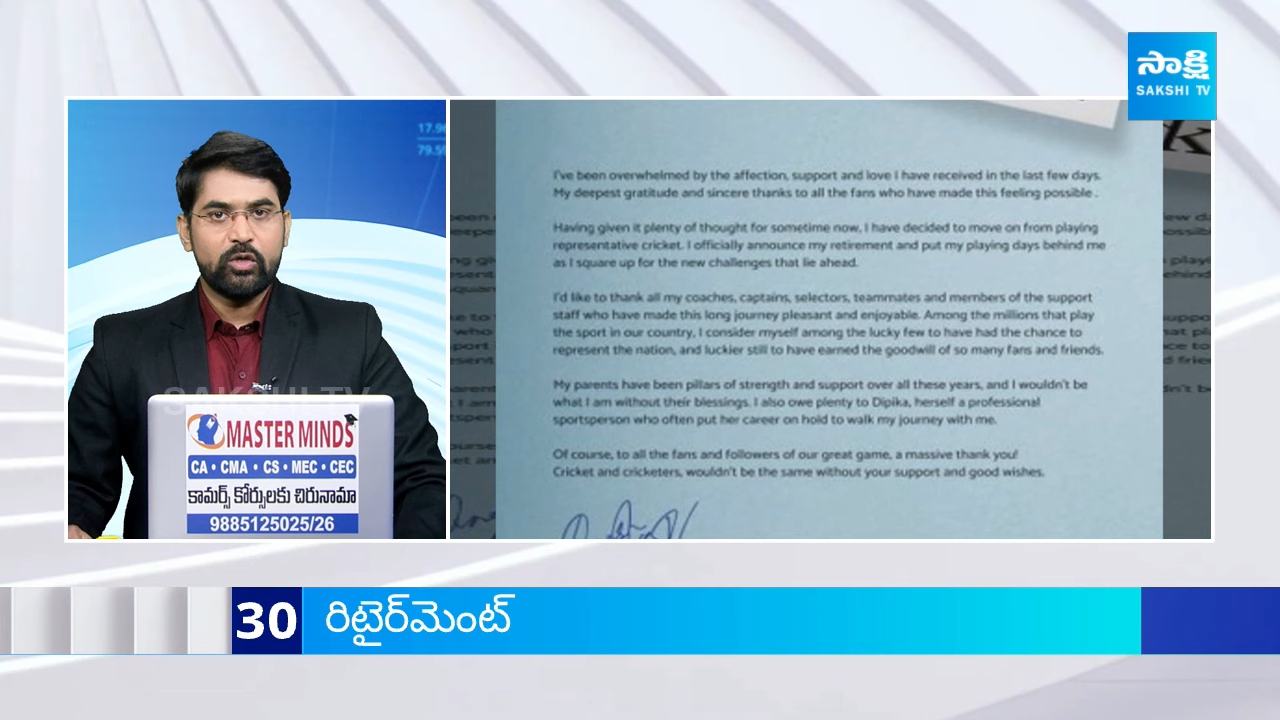 సాక్షి
SAKSHI TV
17.96
79.59
I've been overwhelmed by the affection, support and love I have received in the last few days.
My deepest gratitude and sincere thanks to all the fans who have made this feeling possible .
Having given it plenty of thought for sometime now, I have decided to move on from playing
representative cricket. I officially announce my retirement and put my playing days behind me
as I square up for the new challenges that lie ahead.
I'd like to thank all my coaches, captains, selectors, teammates and members of the support
staff who have made this long journey pleasant and enjoyable. Among the millions that play
the sport in our country, I consider myself among the lucky few to have had the chance to
represent the nation, and luckier still to have earned the goodwill of so many fans and friends.
My parents have been pillars of strength and support over all these years, and I wouldn't be
what I am without their blessings. I also owe plenty to Dipika, herself a professional
sportsperson who often put her career on hold to walk my journey with me.
Of course, to all the fans and followers of our great game, a massive thank you!
Cricket and cricketers, wouldn't be the same without your support and good wishes.
SAKSHI TV
MASTER MINDS
CA • CMA • CS • MEC • CEC
కామర్స్ కోర్సులకు చిరునామా
9885125025/26
30 రిటైర్‌మెంట్